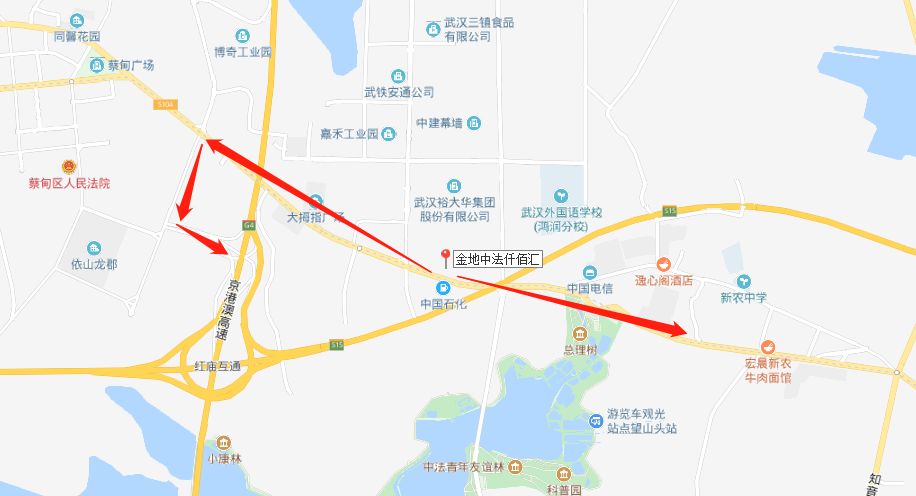 同馨花园
蔡甸广场
博奇工业园
武汉三镇食品
有限公司
武铁安通公司
S104
中建幕墙
嘉禾工业园
蔡甸区人民法院
大拇指广场
武汉裕大华集团
股份有限公司
武汉外国语学校
(鸿润分校)
S15
G4
依山龙郡
金地中法仟佰汇
中国电信
逸心阁酒店
新农中学
中国石化
京港澳高速
S15
总理树
红庙互通
宏晨新农
牛肉面馆
游览车观光
站点望山头站
小康林
中法青年友谊林
科普园
知音